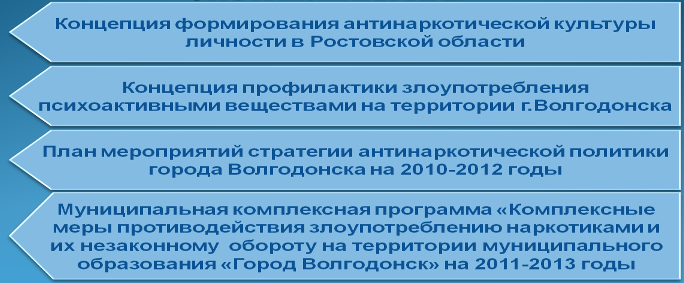 Концепция формирования антинаркотической культуры
личности в Ростовской области
Концепция профилактики злоупотребления
психоактивными веществами на территории г.Волгодонска
План мероприятий стратегии антинаркотической политики
города Волгодонска на 2010-2012 годы
Муниципальная комплексная программа «Комплексные
меры противодействия злоупотреблению наркотиками и
их незаконному обороту на территории муниципального
образования «Город Волгодонск» на 2011-2013 годы